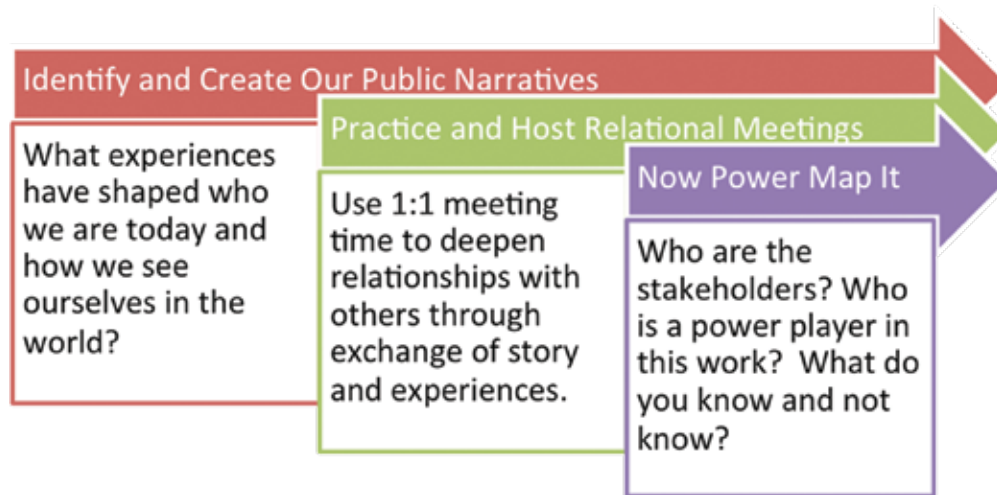 Identify and Create Our Public Narratives
What experiences
have shaped who
we are today and
how we see
ourselves in the
world?
Practice and Host Relational Meetings
Use 1:1 meeting
time to deepen
relationships with
others through
exchange of story
and experiences.
Now Power Map It
Who are the
stakeholders? Who
is a power player in
this work?  What do
you know and not
know?